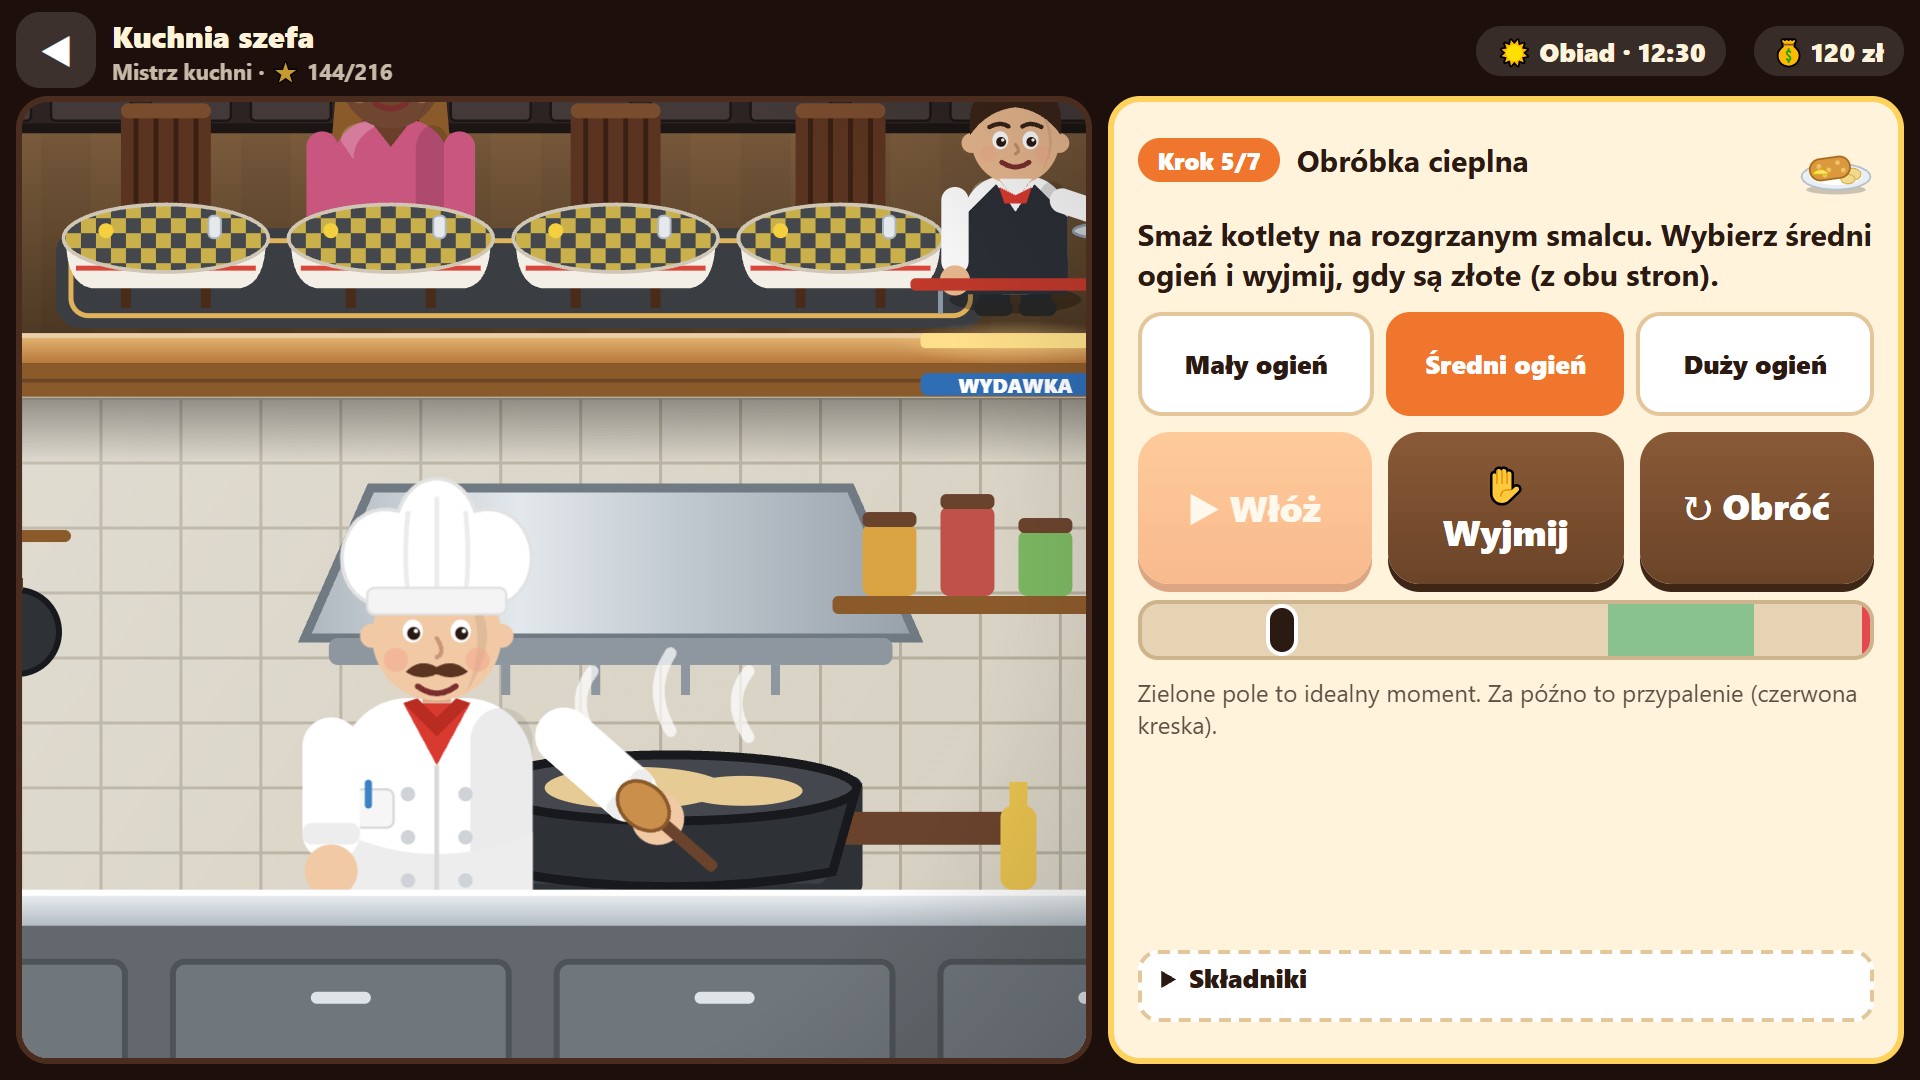 Kuchnia szefa
Mistrz kuchni · ★ 144/216
Obiad · 12:30
120 zł
WYDAWKA
Krok 5/7
Obróbka cieplna
Smaż kotlety na rozgrzanym smalcu. Wybierz średni
ogień i wyjmij, gdy są złote (z obu stron).
Mały ogień
Średni ogień
Duży ogień
▶ Włóż
Wyjmij
↻ Obróć
Zielone pole to idealny moment. Za późno to przypalenie (czerwona
kreska).
▶ Składniki